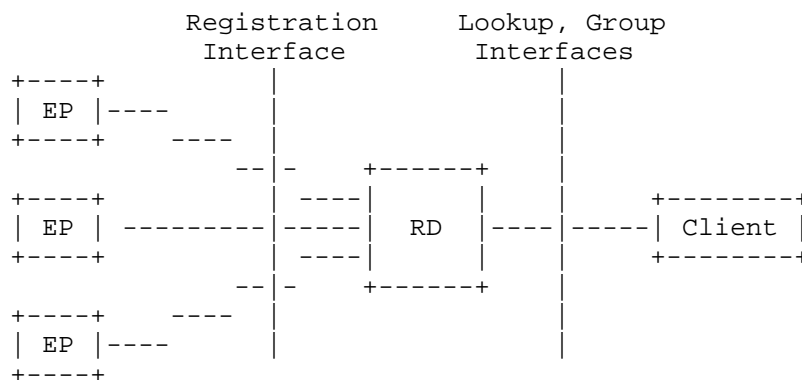 Registration Lookup, Group
Interface Interfaces
EP
EP RD Client
EP